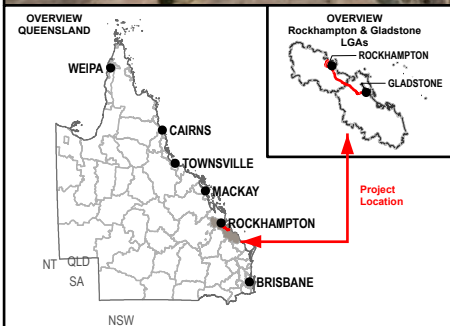 OVERVIEW
QUEENSLAND
WEIPA
CAIRNS
TOWNSVILLE
MACKAY
ROCKHAMPTON
BRISBANE
NT
QLD
SA
NSW
OVERVIEW
Rockhampton & Gladstone
LGAs
ROCKHAMPTON
GLADSTONE
Project
Location